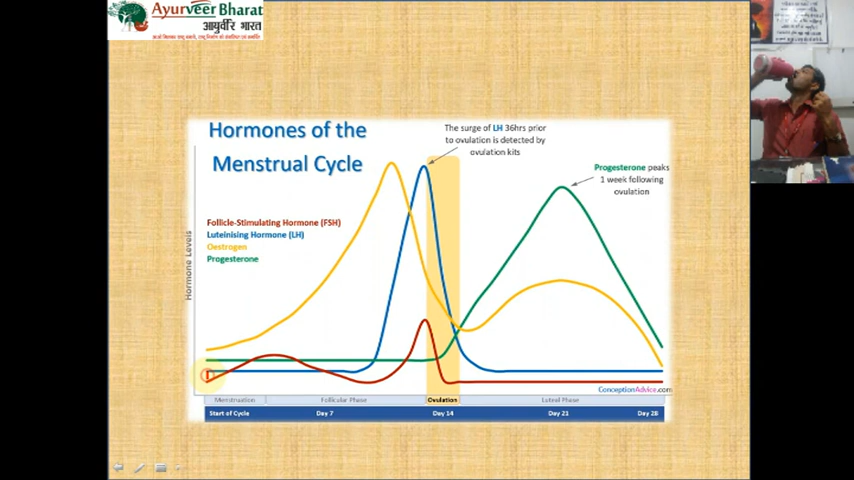 Ayurveer Bharat
आयुर्वीर भारत
Hormones of the
Menstrual Cycle
The surge of LH 36hrs prior
to ovulation is detected by
ovulation kits
Progesterone peaks
1 week following
ovulation
Follicle-Stimulating Hormone (FSH)
Luteinising Hormone (LH)
Oestrogen
Progesterone
Hormone Levels
ConceptionAdvice.com
Menstruation Follicular Phase Ovulation Luteal Phase
Start of Cycle Day 7 Day 14 Day 21 Day 28